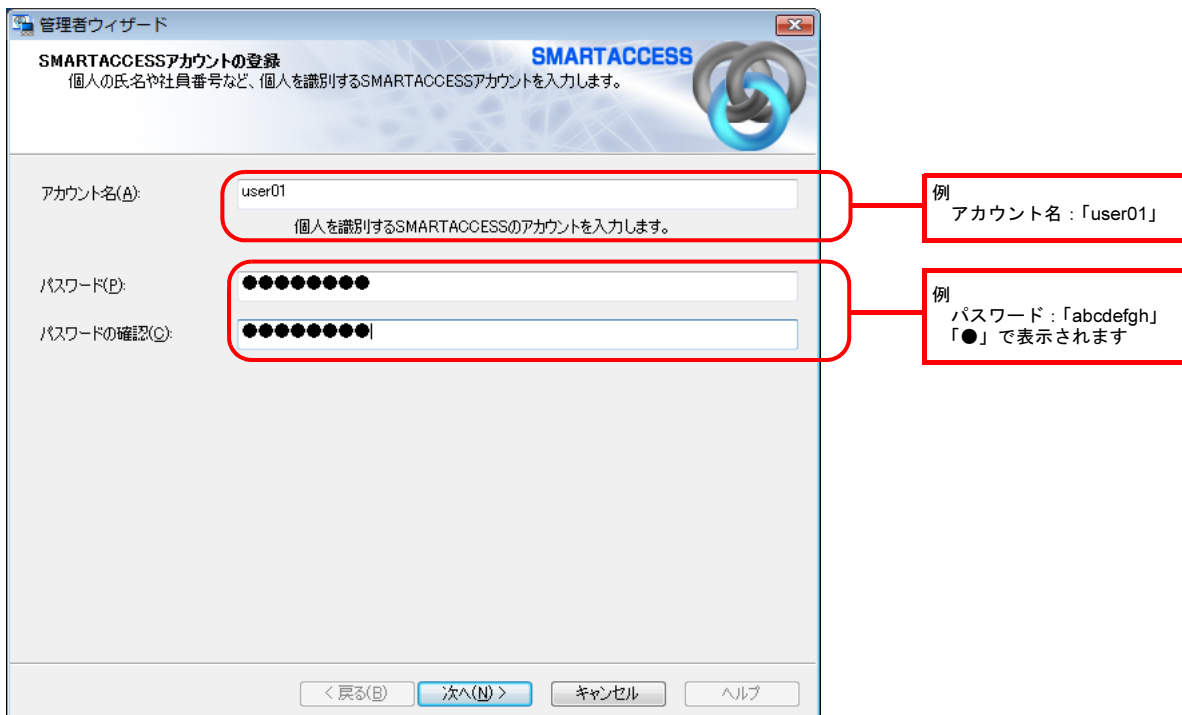 管理者ウィザード
SMARTACCESSアカウントの登録
SMARTACCESS
個人の氏名や社員番号など、個人を識別するSMARTACCESSアカウントを入力します。
アカウント名(A):
user01
個人を識別するSMARTACCESSのアカウントを入力します。
例
アカウント名：「user01」
パスワード(P):
●●●●●●●●
パスワードの確認(C):
●●●●●●●●
例
パスワード：「abcdefgh」
「●」で表示されます
< 戻る(B)
次へ(N) >
キャンセル
ヘルプ